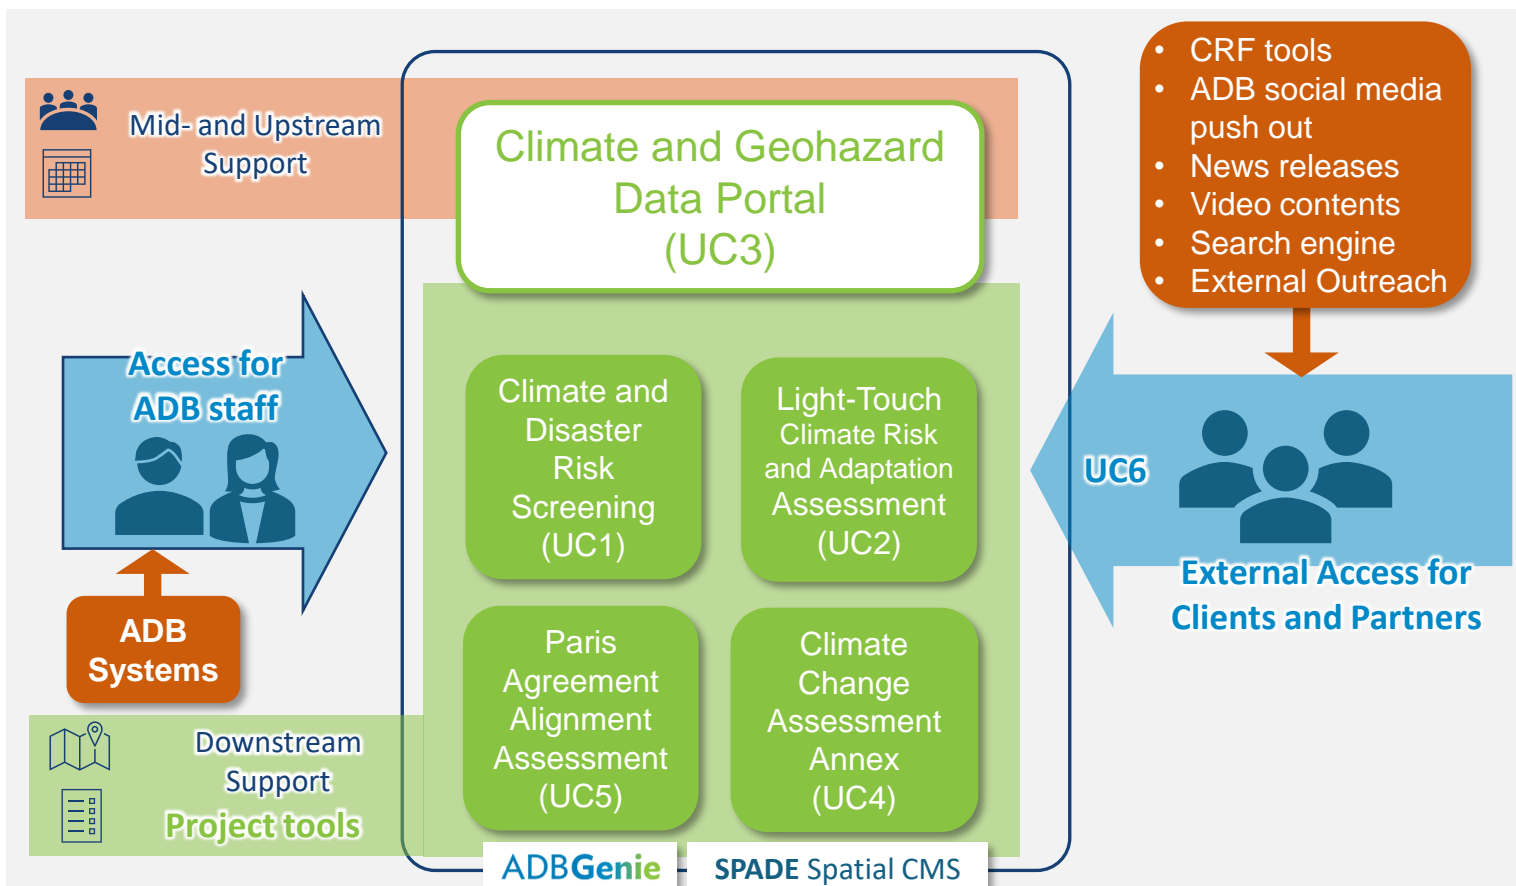 Mid- and Upstream
Support
Climate and Geohazard
Data Portal
(UC3)
• CRF tools
• ADB social media
push out
• News releases
• Video contents
• Search engine
• External Outreach
Access for
ADB staff
Climate and
Disaster
Risk
Screening
(UC1)
Light-Touch
Climate Risk
and Adaptation
Assessment
(UC2)
UC6
External Access for
Clients and Partners
ADB
Systems
Paris
Agreement
Alignment
Assessment
(UC5)
Climate
Change
Assessment
Annex
(UC4)
Downstream
Support
Project tools
ADBGenie
SPADE Spatial CMS